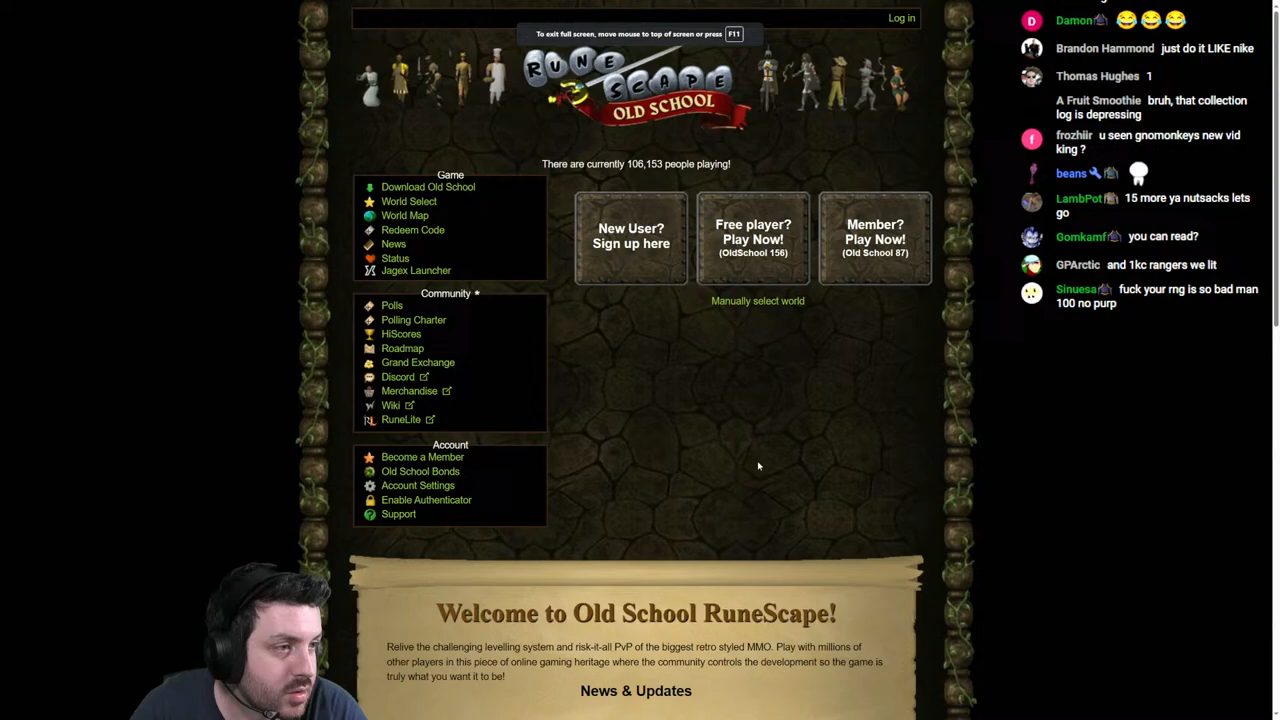 Log in
To exit full screen, move mouse to top of screen or press F11
RUNE
SCAPE
OLD SCHOOL
There are currently 106,153 people playing!
Game
Download Old School
World Select
World Map
Redeem Code
News
Status
Jagex Launcher
Community
Polls
Polling Charter
HiScores
Roadmap
Grand Exchange
Discord
Merchandise
Wiki
RuneLite
Account
Become a Member
Old School Bonds
Account Settings
Enable Authenticator
Support
New User?
Sign up here
Free player?
Play Now!
(OldSchool 156)
Member?
Play Now!
(Old School 87)
Manually select world
Welcome to Old School RuneScape!
Relive the challenging levelling system and risk-it-all PvP of the biggest retro styled MMO. Play with millions of
other players in this piece of online gaming heritage where the community controls the development so the game is
truly what you want it to be!
News & Updates
D Damon 😂😂😂
Brandon Hammond just do it LIKE nike
Thomas Hughes 1
A Fruit Smoothie bruh, that collection
log is depressing
f frozhiir u seen gnomonkeys new vid
king ?
beans
LambPot 15 more ya nutsacks lets
go
Gomkamf you can read?
GPArctic and 1kc rangers we lit
Sinuesa fuck your rng is so bad man
100 no purp